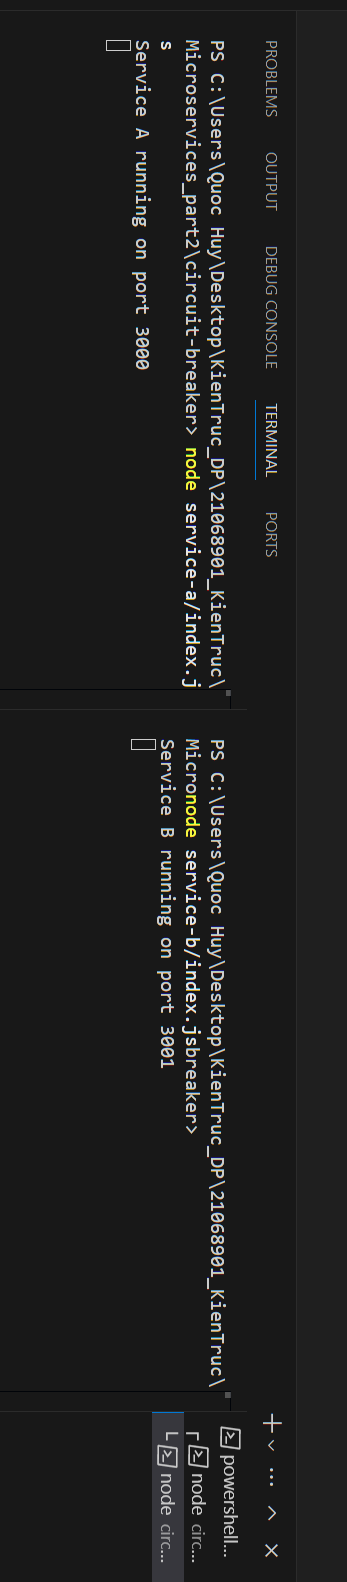 PROBLEMS OUTPUT DEBUG CONSOLE TERMINAL PORTS
PS C:\Users\Quoc Huy\Desktop\KienTruc_DP\21068901_KienTruc\
Microservices_part2\circuit-breaker> node service-a/index.j
s
Service A running on port 3000
PS C:\Users\Quoc Huy\Desktop\KienTruc_DP\21068901_KienTruc\
Micronode service-b/index.jsbreaker>
Service B running on port 3001
powershell...
node circ...
node circ...